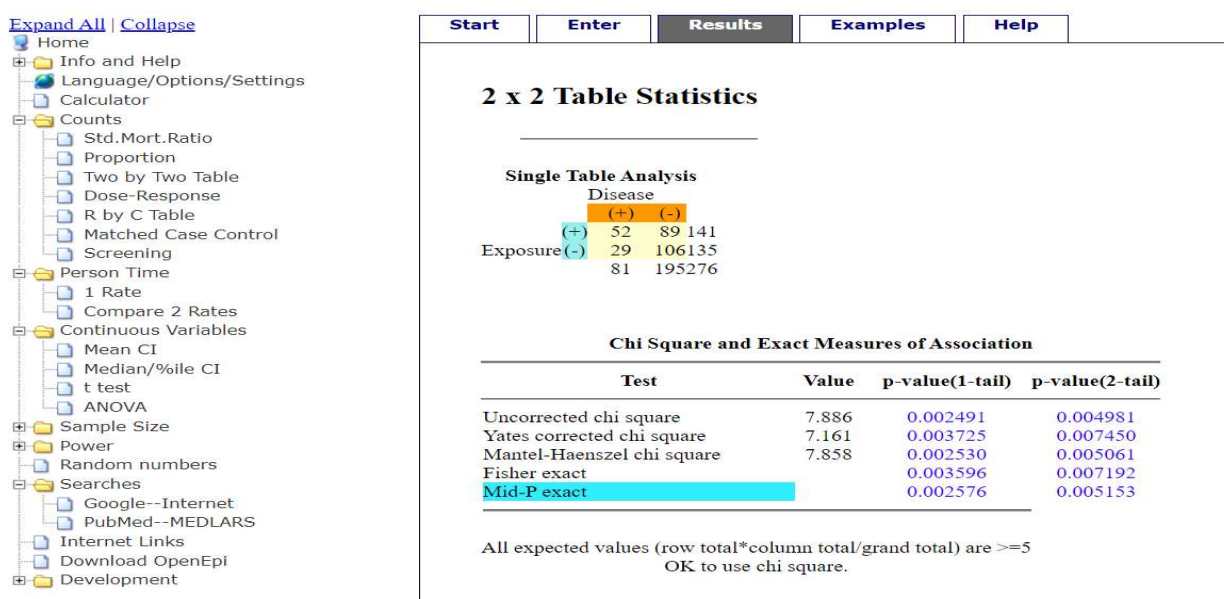 Expand All | Collapse
Home
Info and Help
Language/Options/Settings
Calculator
Counts
Std.Mort.Ratio
Proportion
Two by Two Table
Dose-Response
R by C Table
Matched Case Control
Screening
Person Time
1 Rate
Compare 2 Rates
Continuous Variables
Mean CI
Median/%ile CI
t test
ANOVA
Sample Size
Power
Random numbers
Searches
Google--Internet
PubMed--MEDLARS
Internet Links
Download OpenEpi
Development
Start Enter Results Examples Help
2 x 2 Table Statistics
Single Table Analysis
Disease
(+) (-)
(+) 52 89 141
Exposure (-) 29 106135
81 195276
Chi Square and Exact Measures of Association
Test Value p-value(1-tail) p-value(2-tail)
Uncorrected chi square 7.886 0.002491 0.004981
Yates corrected chi square 7.161 0.003725 0.007450
Mantel-Haenszel chi square 7.858 0.002530 0.005061
Fisher exact 0.003596 0.007192
Mid-P exact 0.002576 0.005153
All expected values (row total*column total/grand total) are >=5
OK to use chi square.